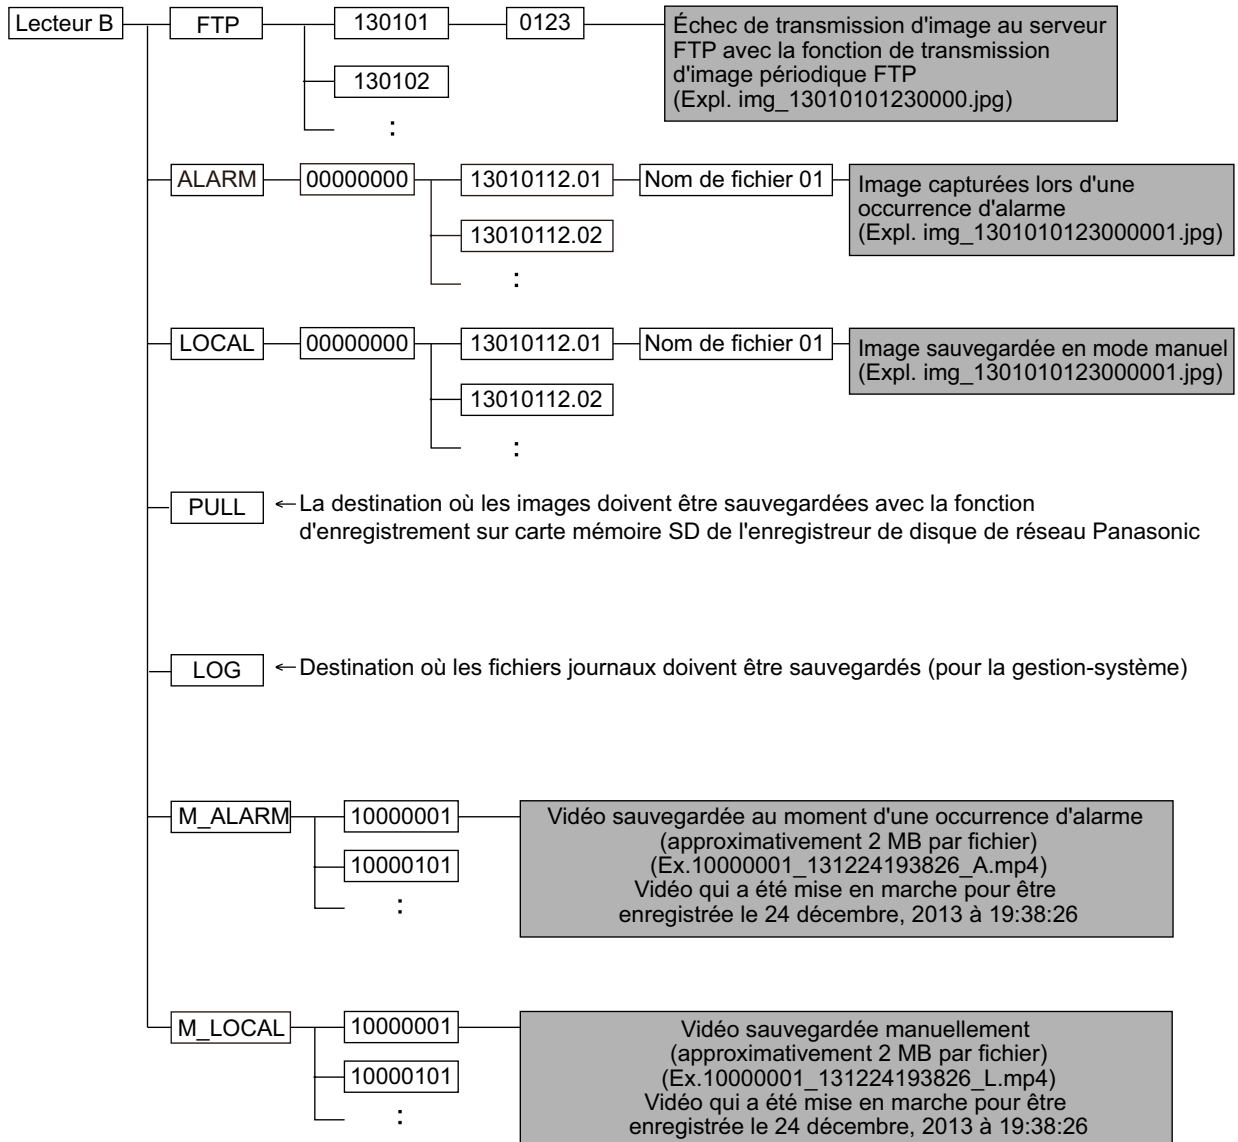 Lecteur B
FTP
130101
0123
Échec de transmission d'image au serveur
FTP avec la fonction de transmission
d'image périodique FTP
(Expl. img_13010101230000.jpg)
130102
:
ALARM
00000000
13010112.01
Nom de fichier 01
Image capturées lors d'une
occurrence d'alarme
(Expl. img_1301010123000001.jpg)
13010112.02
:
LOCAL
00000000
13010112.01
Nom de fichier 01
Image sauvegardée en mode manuel
(Expl. img_1301010123000001.jpg)
13010112.02
:
PULL
←La destination où les images doivent être sauvegardées avec la fonction
d'enregistrement sur carte mémoire SD de l'enregistreur de disque de réseau Panasonic
LOG
←Destination où les fichiers journaux doivent être sauvegardés (pour la gestion-système)
M_ALARM
10000001
Vidéo sauvegardée au moment d'une occurrence d'alarme
(approximativement 2 MB par fichier)
(Ex.10000001_131224193826_A.mp4)
Vidéo qui a été mise en marche pour être
enregistrée le 24 décembre, 2013 à 19:38:26
10000101
:
M_LOCAL
10000001
Vidéo sauvegardée manuellement
(approximativement 2 MB par fichier)
(Ex.10000001_131224193826_L.mp4)
Vidéo qui a été mise en marche pour être
enregistrée le 24 décembre, 2013 à 19:38:26
10000101
: